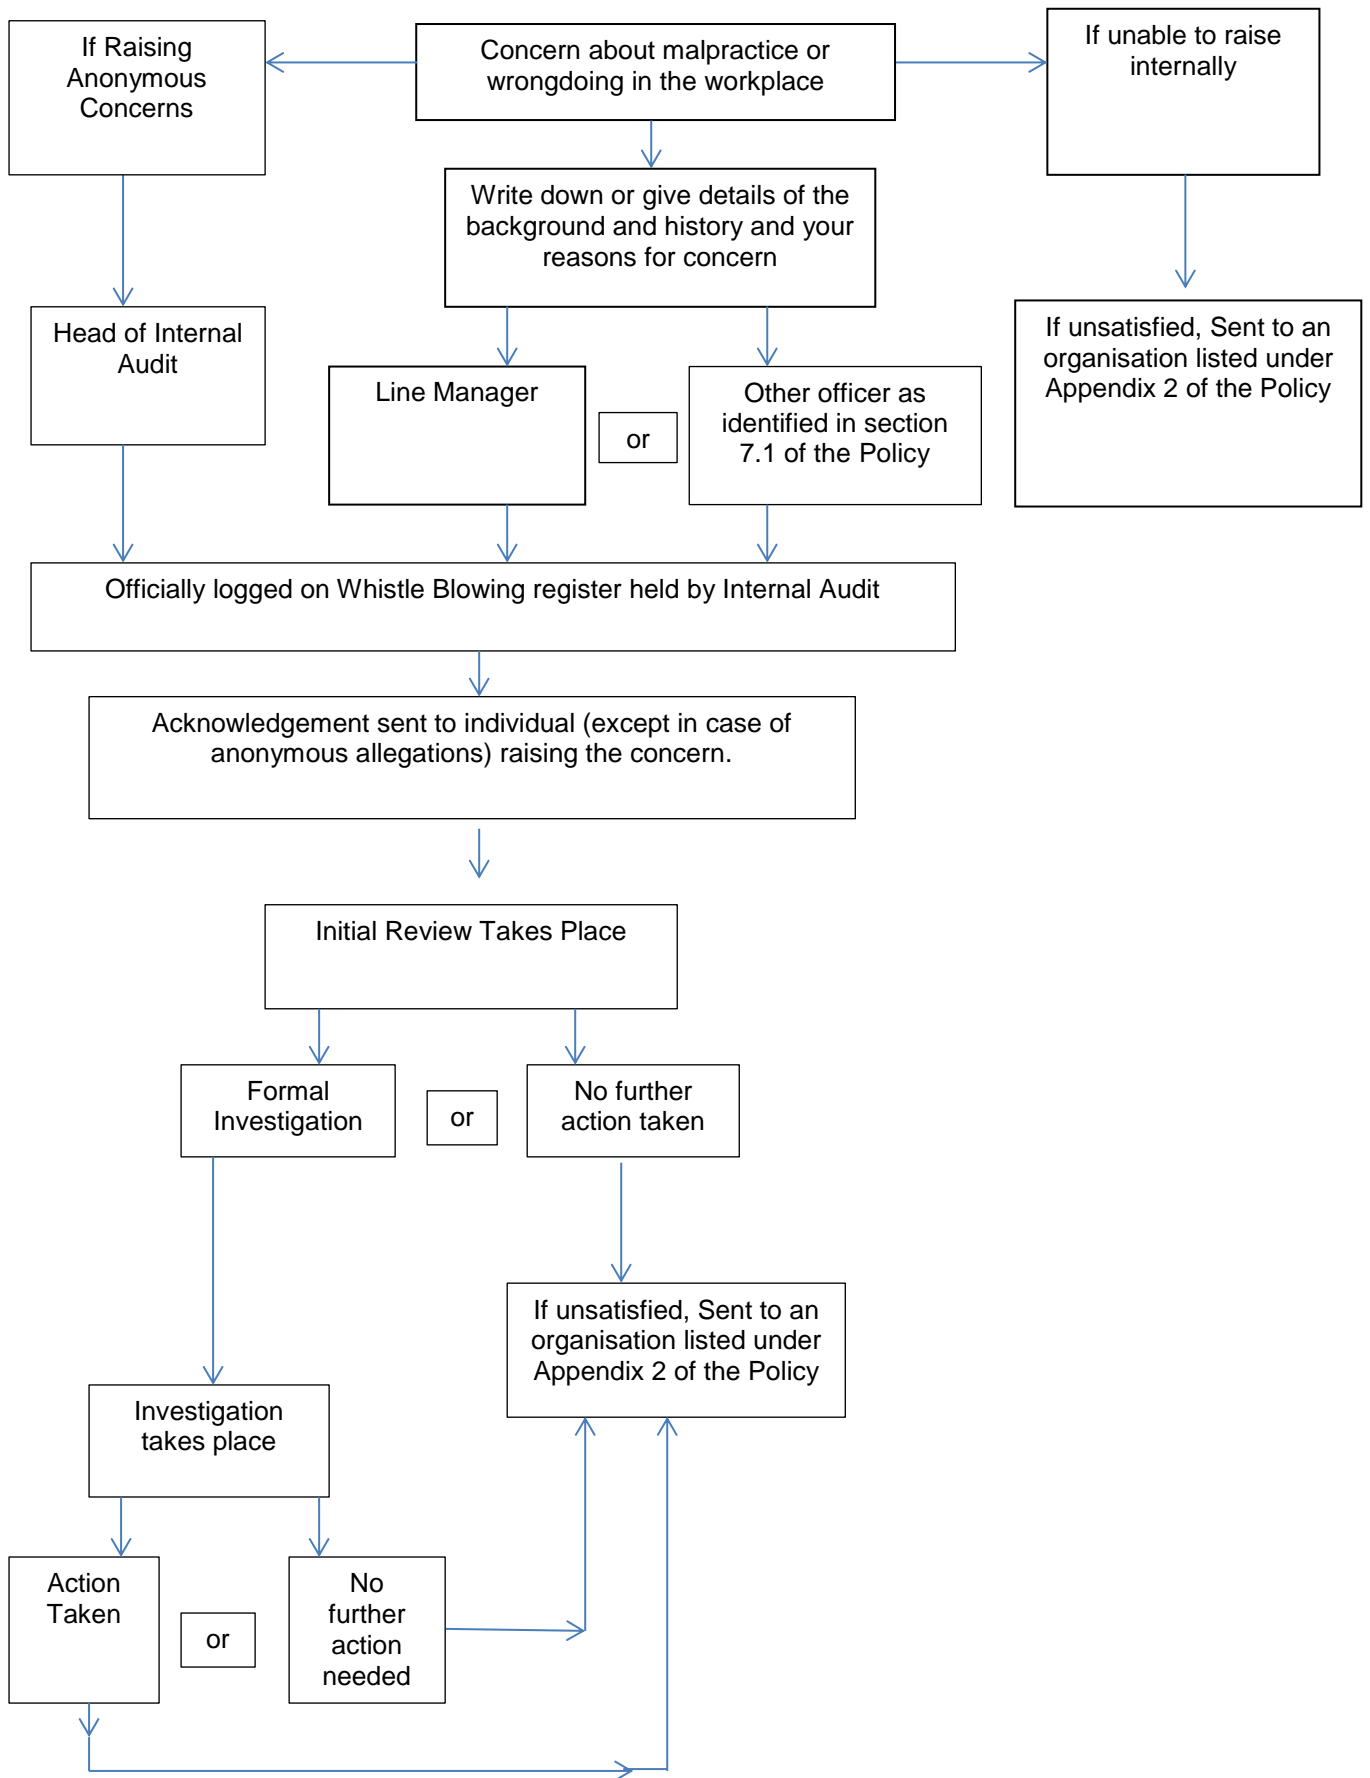 If Raising
Anonymous
Concerns
Concern about malpractice or
wrongdoing in the workplace
If unable to raise
internally
Write down or give details of the
background and history and your
reasons for concern
Head of Internal
Audit
Line Manager
or
Other officer as
identified in section
7.1 of the Policy
If unsatisfied, Sent to an
organisation listed under
Appendix 2 of the Policy
Officially logged on Whistle Blowing register held by Internal Audit
Acknowledgement sent to individual (except in case of
anonymous allegations) raising the concern.
Initial Review Takes Place
Formal
Investigation
or
No further
action taken
If unsatisfied, Sent to an
organisation listed under
Appendix 2 of the Policy
Investigation
takes place
Action
Taken
or
No
further
action
needed